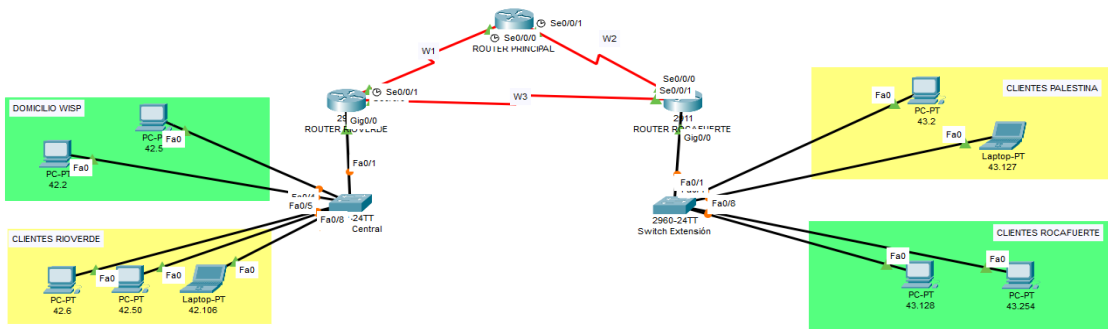 Se0/0/1
Se0/0/0
ROUTER PRINCIPAL
W1
W2
W3
Se0/0/1
ROUTER RIOVERDE
Gig0/0
Fa0/1
Se0/0/0
Se0/0/1
2911
ROUTER ROCAFUERTE
Gig0/0
Fa0/1
DOMICILIO WISP
PC-PT
42.5
Fa0
PC-PT
42.2
Fa0
Fa0/5
Fa0/8
-24TT
Central
CLIENTES RIOVERDE
PC-PT
42.6
Fa0
PC-PT
42.50
Fa0
Laptop-PT
42.106
Fa0
Fa0/8
2960-24TT
Switch Extensión
CLIENTES PALESTINA
Fa0
PC-PT
43.2
Fa0
Laptop-PT
43.127
CLIENTES ROCAFUERTE
Fa0
PC-PT
43.128
Fa0
PC-PT
43.254